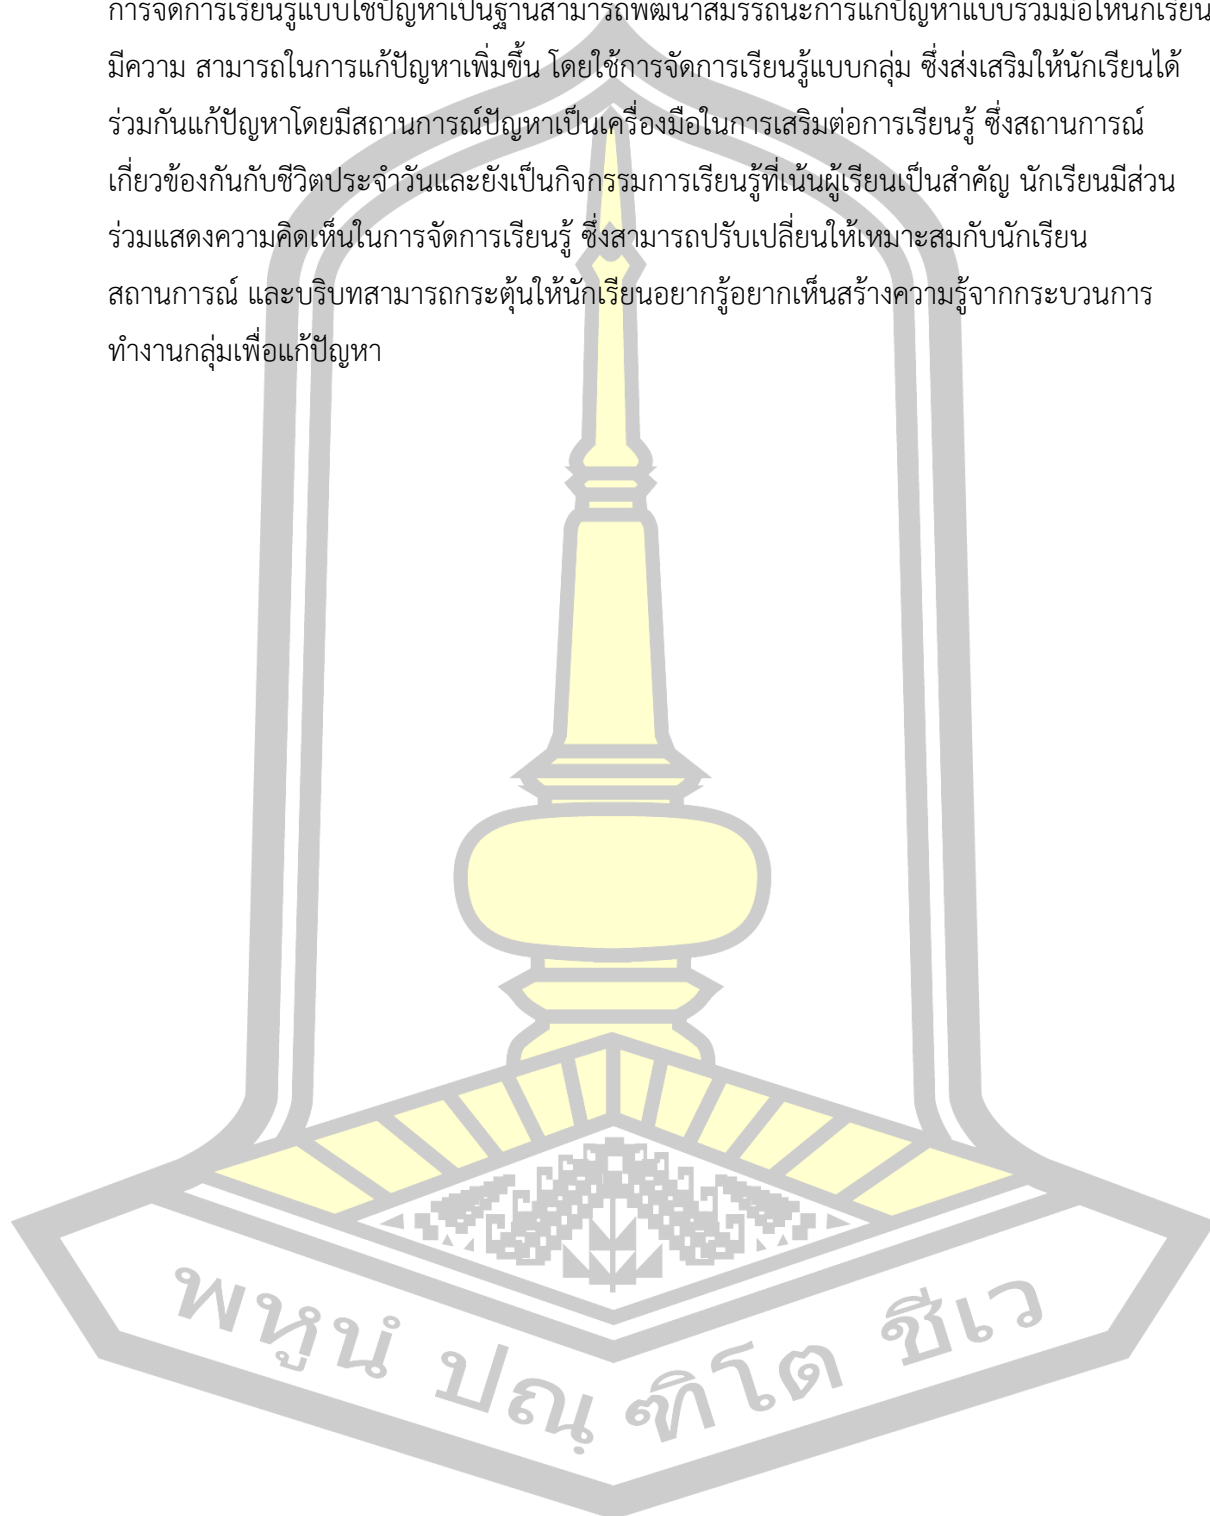 การจัดการเรียนรู้แบบใช้ปัญหาเป็นฐานสามารถพัฒนาสมรรถนะการแก้ปัญหาแบบร่วมมือให้นักเรียน
มีความ สามารถในการแก้ปัญหาเพิ่มขึ้น โดยใช้การจัดการเรียนรู้แบบกลุ่ม ซึ่งส่งเสริมให้นักเรียนได้
ร่วมกันแก้ปัญหาโดยมีสถานการณ์ปัญหาเป็นเครื่องมือในการเสริมต่อการเรียนรู้ ซึ่งสถานการณ์
เกี่ยวข้องกันกับชีวิตประจำวันและยังเป็นกิจกรรมการเรียนรู้ที่เน้นผู้เรียนเป็นสำคัญ นักเรียนมีส่วน
ร่วมแสดงความคิดเห็นในการจัดการเรียนรู้ ซึ่งสามารถปรับเปลี่ยนให้เหมาะสมกับนักเรียน
สถานการณ์ และบริบทสามารถกระตุ้นให้นักเรียนอยากรู้อยากเห็นสร้างความรู้จากกระบวนการ
ทำงานกลุ่มเพื่อแก้ปัญหา
พหูนํ ปณฺฑิโต ชีเว